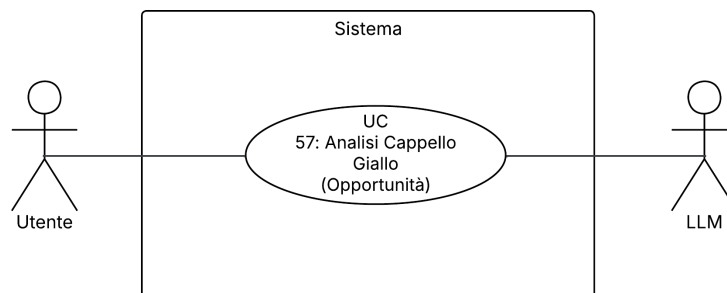 Sistema
UC
57: Analisi Cappello
Giallo
(Opportunità)
Utente
LLM